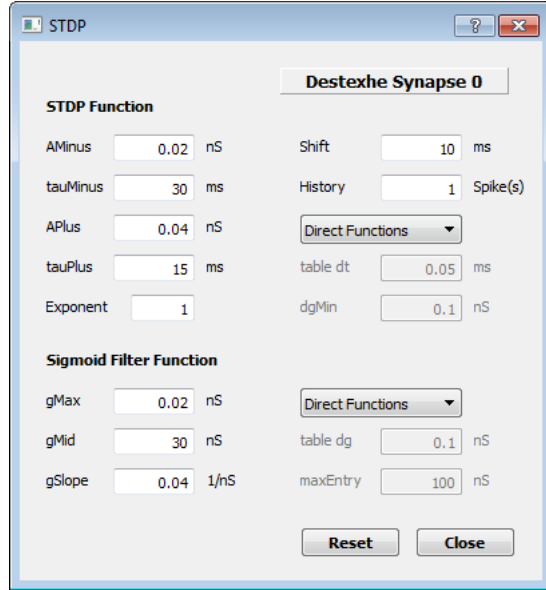 STDP
Destexhe Synapse 0
STDP Function
AMinus 0.02 nS Shift 10 ms
tauMinus 30 ms History 1 Spike(s)
APlus 0.04 nS Direct Functions
tauPlus 15 ms table dt 0.05 ms
Exponent 1 dgMin 0.1 nS
Sigmoid Filter Function
gMax 0.02 nS Direct Functions
gMid 30 nS table dg 0.1 nS
gSlope 0.04 1/nS maxEntry 100 nS
Reset Close